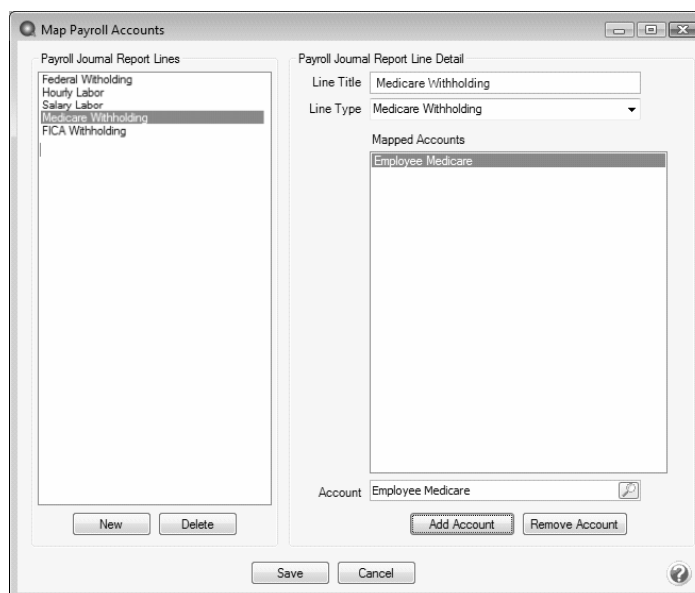 Map Payroll Accounts
Payroll Journal Report Lines
Federal Witholding
Hourly Labor
Salary Labor
Medicare Withholding
FICA Withholding
New Delete
Payroll Journal Report Line Detail
Line Title Medicare Withholding
Line Type Medicare Withholding
Mapped Accounts
Employee Medicare
Account Employee Medicare
Add Account Remove Account
Save Cancel
?